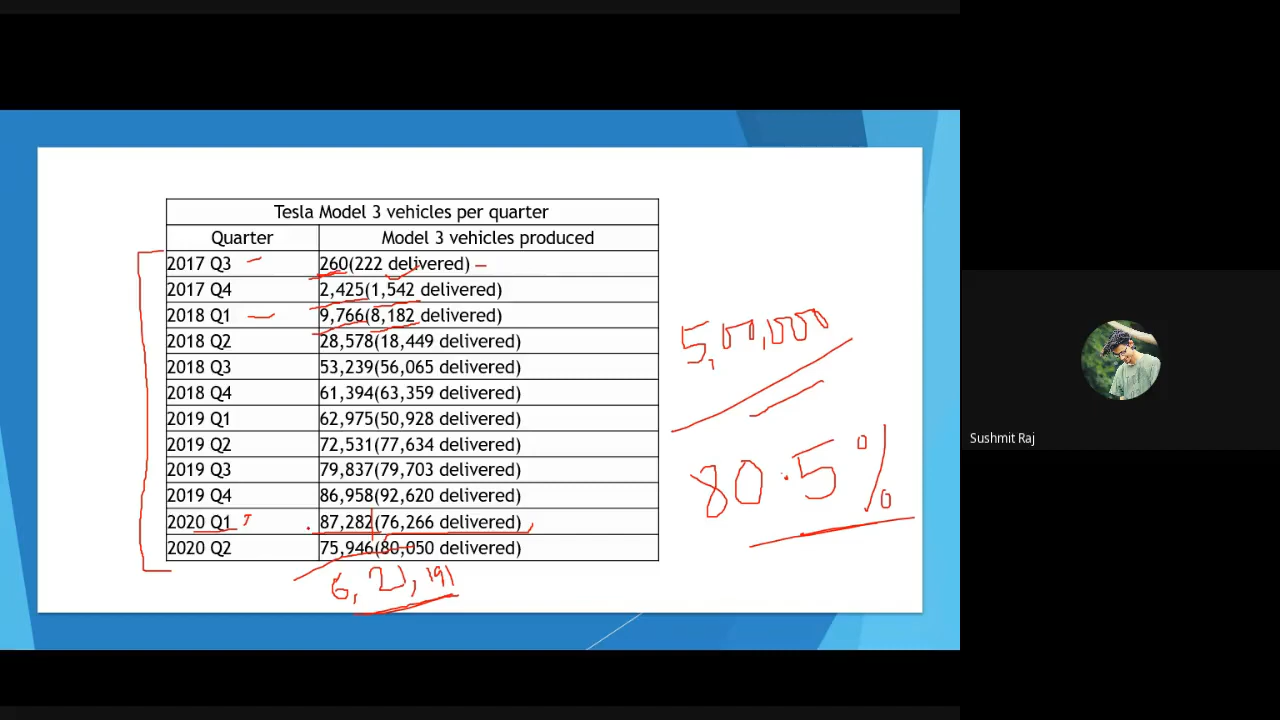 Tesla Model 3 vehicles per quarter
Quarter Model 3 vehicles produced
2017 Q3 260(222 delivered)
2017 Q4 2,425(1,542 delivered)
2018 Q1 9,766(8,182 delivered)
2018 Q2 28,578(18,449 delivered)
2018 Q3 53,239(56,065 delivered)
2018 Q4 61,394(63,359 delivered)
2019 Q1 62,975(50,928 delivered)
2019 Q2 72,531(77,634 delivered)
2019 Q3 79,837(79,703 delivered)
2019 Q4 86,958(92,620 delivered)
2020 Q1 87,282(76,266 delivered)
2020 Q2 75,946(80,050 delivered)
6, 21, 191
5,00,000
80.5%
Sushmit Raj